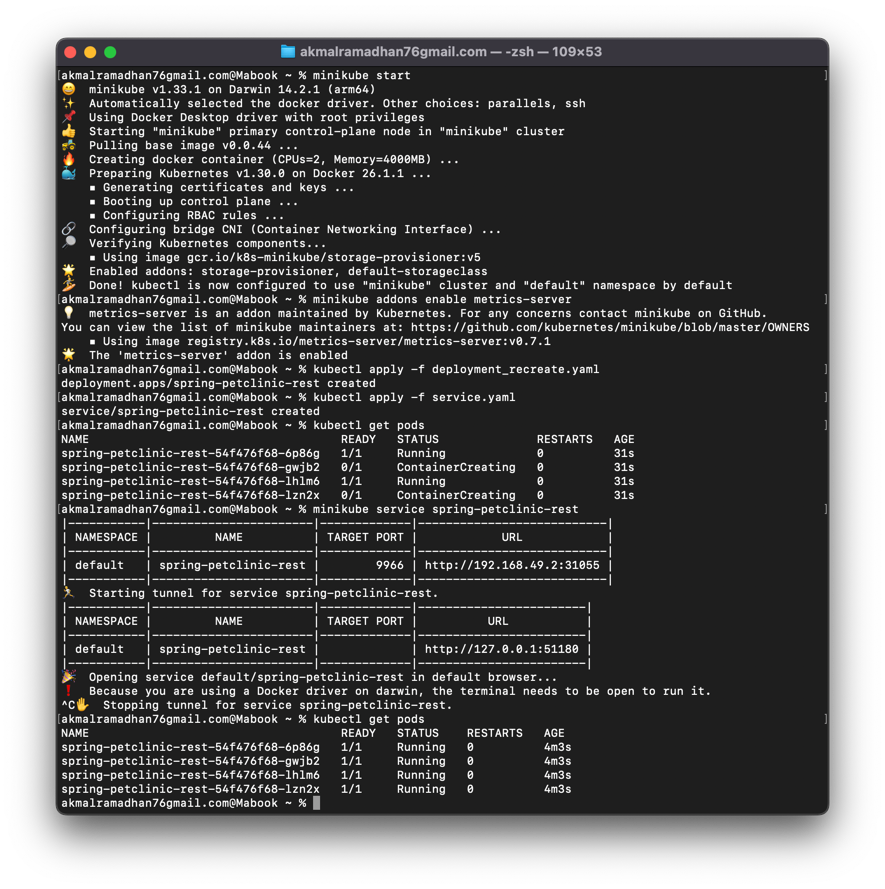 akmalramadhan76gmail.com — -zsh — 109×53
[akmalramadhan76gmail.com@Mabook ~ % minikube start ]
😄  minikube v1.33.1 on Darwin 14.2.1 (arm64)
✨  Automatically selected the docker driver. Other choices: parallels, ssh
📌  Using Docker Desktop driver with root privileges
👍  Starting "minikube" primary control-plane node in "minikube" cluster
🚜  Pulling base image v0.0.44 ...
🔥  Creating docker container (CPUs=2, Memory=4000MB) ...
🐳  Preparing Kubernetes v1.30.0 on Docker 26.1.1 ...
    ▪ Generating certificates and keys ...
    ▪ Booting up control plane ...
    ▪ Configuring RBAC rules ...
🔗  Configuring bridge CNI (Container Networking Interface) ...
🔎  Verifying Kubernetes components...
    ▪ Using image gcr.io/k8s-minikube/storage-provisioner:v5
🌟  Enabled addons: storage-provisioner, default-storageclass
🏄  Done! kubectl is now configured to use "minikube" cluster and "default" namespace by default
[akmalramadhan76gmail.com@Mabook ~ % minikube addons enable metrics-server ]
💡  metrics-server is an addon maintained by Kubernetes. For any concerns contact minikube on GitHub.
You can view the list of minikube maintainers at: https://github.com/kubernetes/minikube/blob/master/OWNERS
    ▪ Using image registry.k8s.io/metrics-server/metrics-server:v0.7.1
🌟  The 'metrics-server' addon is enabled
[akmalramadhan76gmail.com@Mabook ~ % kubectl apply -f deployment_recreate.yaml ]
deployment.apps/spring-petclinic-rest created
[akmalramadhan76gmail.com@Mabook ~ % kubectl apply -f service.yaml ]
service/spring-petclinic-rest created
[akmalramadhan76gmail.com@Mabook ~ % kubectl get pods ]
NAME                                    READY   STATUS              RESTARTS   AGE
spring-petclinic-rest-54f476f68-6p86g   1/1     Running             0          31s
spring-petclinic-rest-54f476f68-gwjb2   0/1     ContainerCreating   0          31s
spring-petclinic-rest-54f476f68-lhlm6   1/1     Running             0          31s
spring-petclinic-rest-54f476f68-lzn2x   0/1     ContainerCreating   0          31s
[akmalramadhan76gmail.com@Mabook ~ % minikube service spring-petclinic-rest ]
|-----------|-----------------------|-------------|---------------------------|
| NAMESPACE |         NAME          | TARGET PORT |            URL            |
|-----------|-----------------------|-------------|---------------------------|
| default   | spring-petclinic-rest |        9966 | http://192.168.49.2:31055 |
|-----------|-----------------------|-------------|---------------------------|
🏃  Starting tunnel for service spring-petclinic-rest.
|-----------|-----------------------|-------------|------------------------|
| NAMESPACE |         NAME          | TARGET PORT |          URL           |
|-----------|-----------------------|-------------|------------------------|
| default   | spring-petclinic-rest |             | http://127.0.0.1:51180 |
|-----------|-----------------------|-------------|------------------------|
🎉  Opening service default/spring-petclinic-rest in default browser...
❗  Because you are using a Docker driver on darwin, the terminal needs to be open to run it.
^C✋  Stopping tunnel for service spring-petclinic-rest.
[akmalramadhan76gmail.com@Mabook ~ % kubectl get pods ]
NAME                                    READY   STATUS    RESTARTS   AGE
spring-petclinic-rest-54f476f68-6p86g   1/1     Running   0          4m3s
spring-petclinic-rest-54f476f68-gwjb2   1/1     Running   0          4m3s
spring-petclinic-rest-54f476f68-lhlm6   1/1     Running   0          4m3s
spring-petclinic-rest-54f476f68-lzn2x   1/1     Running   0          4m3s
akmalramadhan76gmail.com@Mabook ~ %